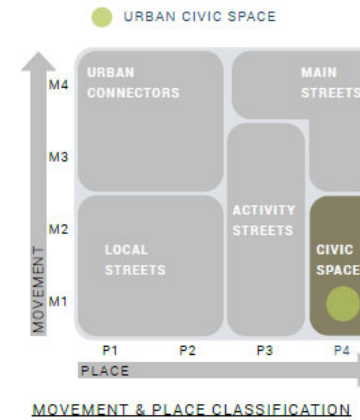 URBAN CIVIC SPACE
M4
URBAN
CONNECTORS
MAIN
STREETS
M3
M2
ACTIVITY
STREETS
LOCAL
STREETS
CIVIC
SPACE
M1
MOVEMENT
P1
P2
P3
P4
PLACE
MOVEMENT & PLACE CLASSIFICATION